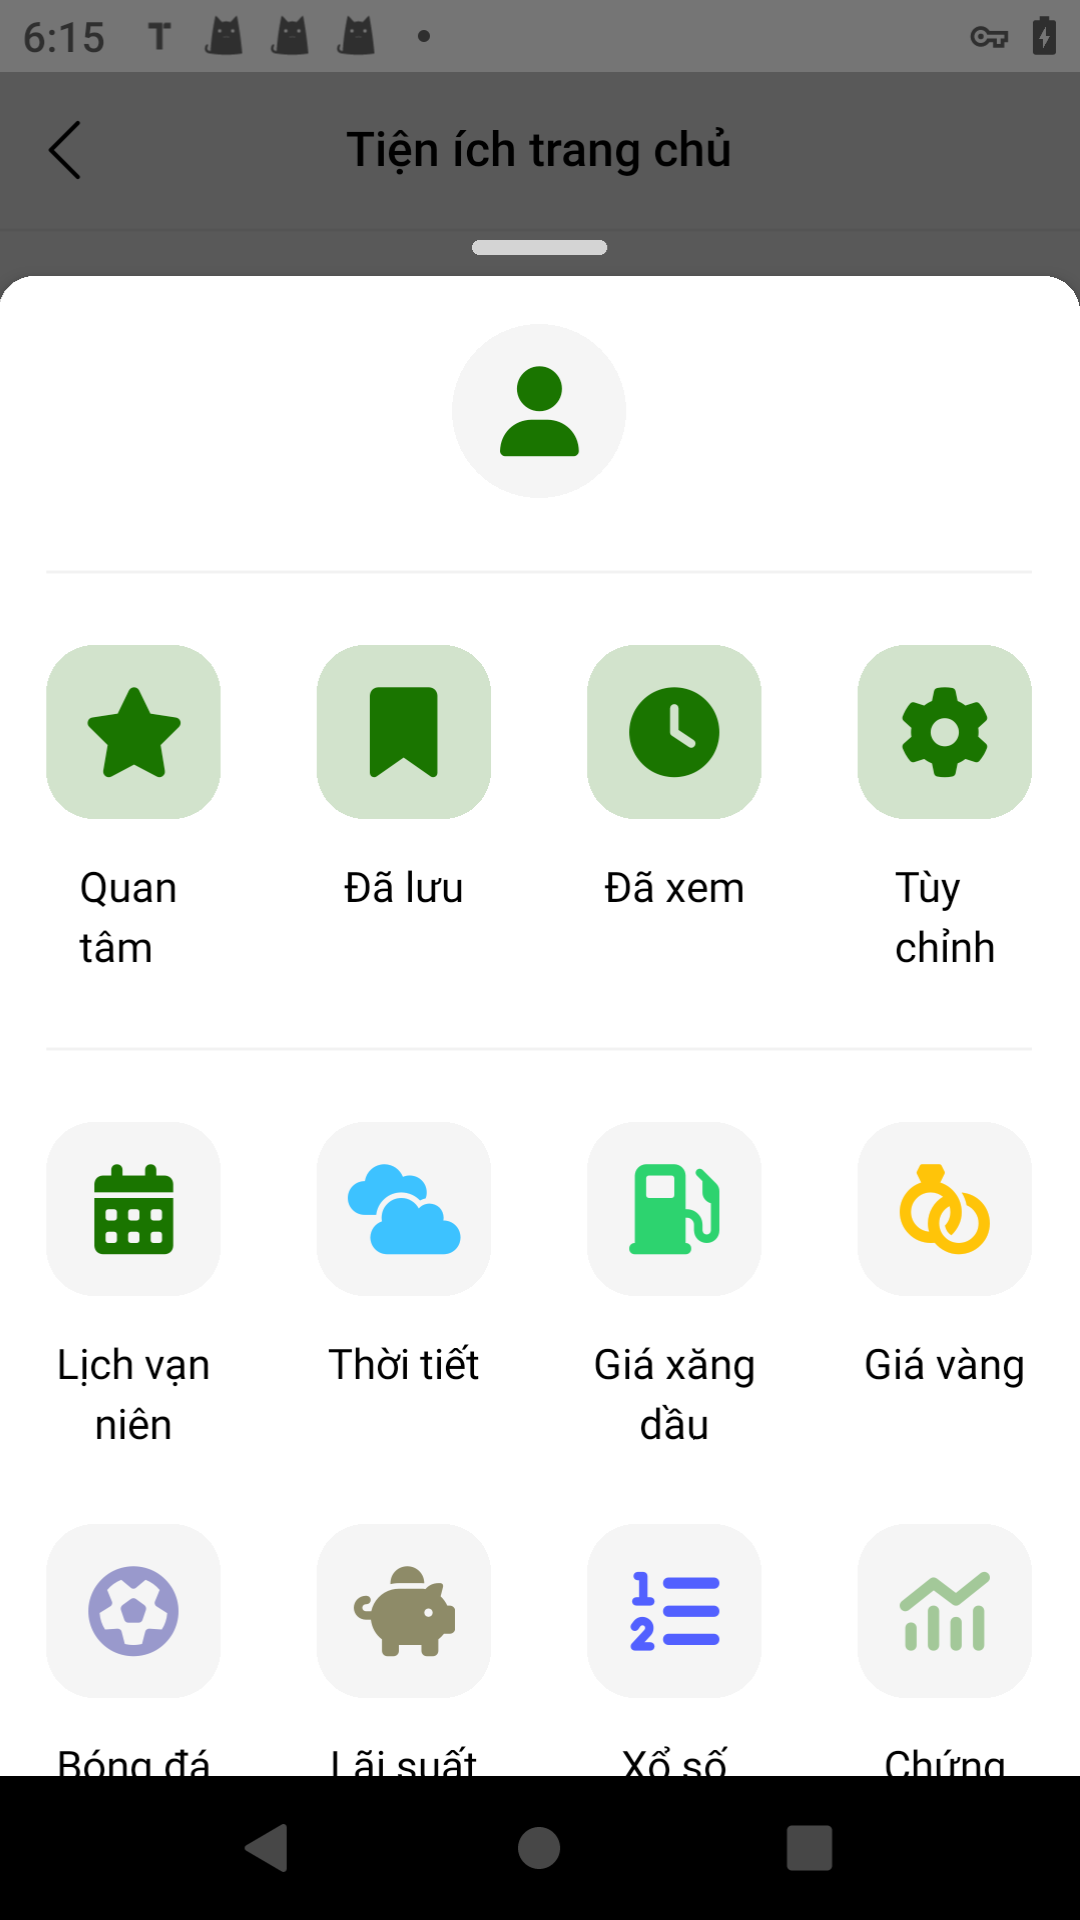 6:15
Tiện ích trang chủ
Quan
tâm
Đã lưu
Đã xem
Tùy
chỉnh
Lịch vạn
niên
Thời tiết
Giá xăng
dầu
Giá vàng
Bóng đá
Lãi suất
Xổ số
Chứng